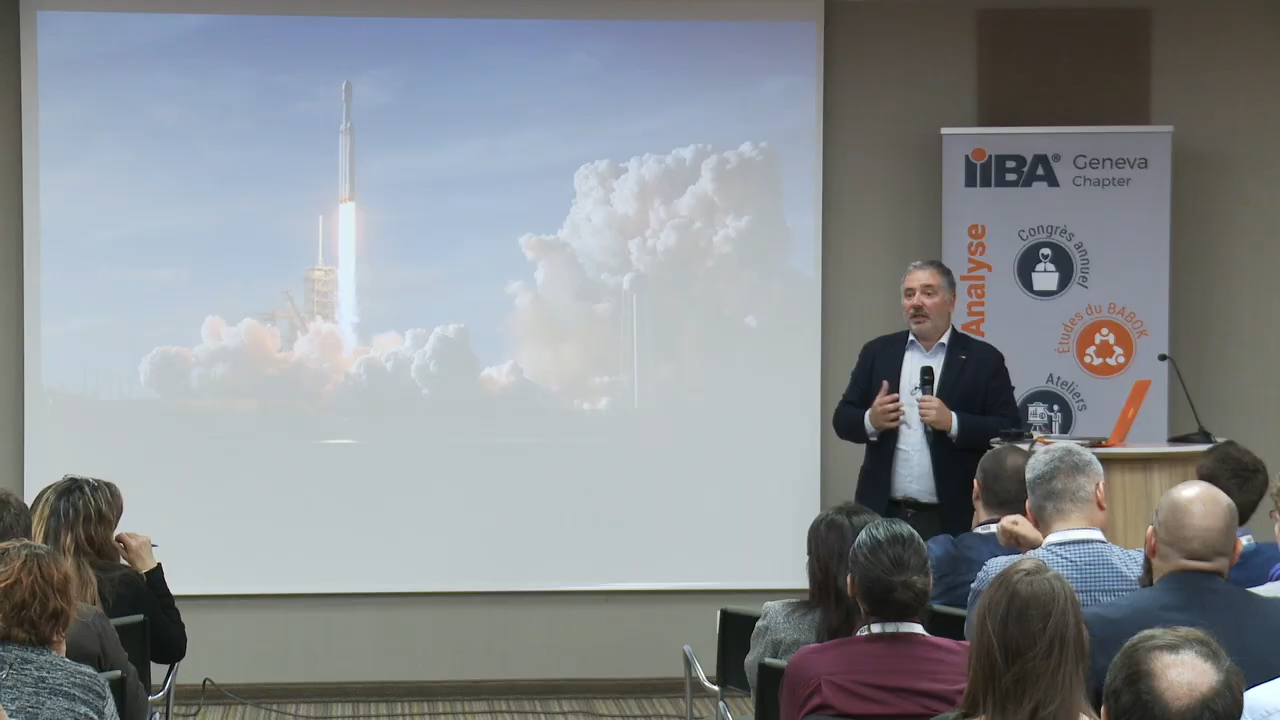 iiBA® Geneva
Chapter
Analyse
Congrès annuel
Études du BABOK
Ateliers